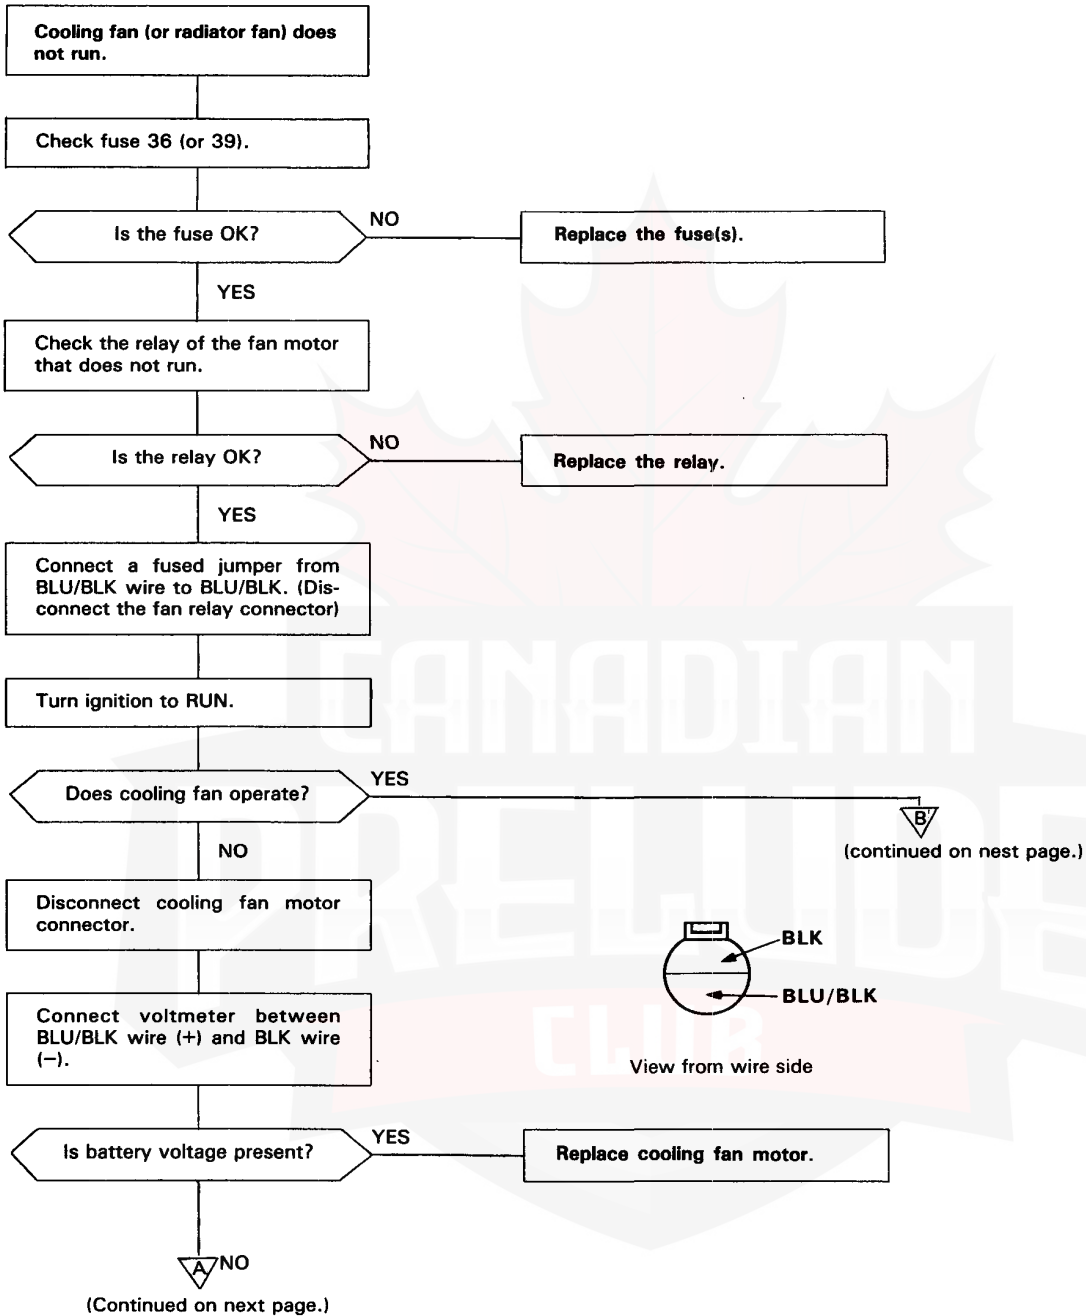 Cooling fan (or radiator fan) does
not run.
Check fuse 36 (or 39).
Is the fuse OK?
NO
Replace the fuse(s).
YES
Check the relay of the fan motor
that does not run.
Is the relay OK?
NO
Replace the relay.
YES
Connect a fused jumper from
BLU/BLK wire to BLU/BLK. (Dis-
connect the fan relay connector)
Turn ignition to RUN.
Does cooling fan operate?
YES
B
(continued on nest page.)
NO
Disconnect cooling fan motor
connector.
BLK
BLU/BLK
View from wire side
Connect voltmeter between
BLU/BLK wire (+) and BLK wire
(−).
Is battery voltage present?
YES
Replace cooling fan motor.
A
NO
(Continued on next page.)
CANADIAN
PRELUDE
CLUB